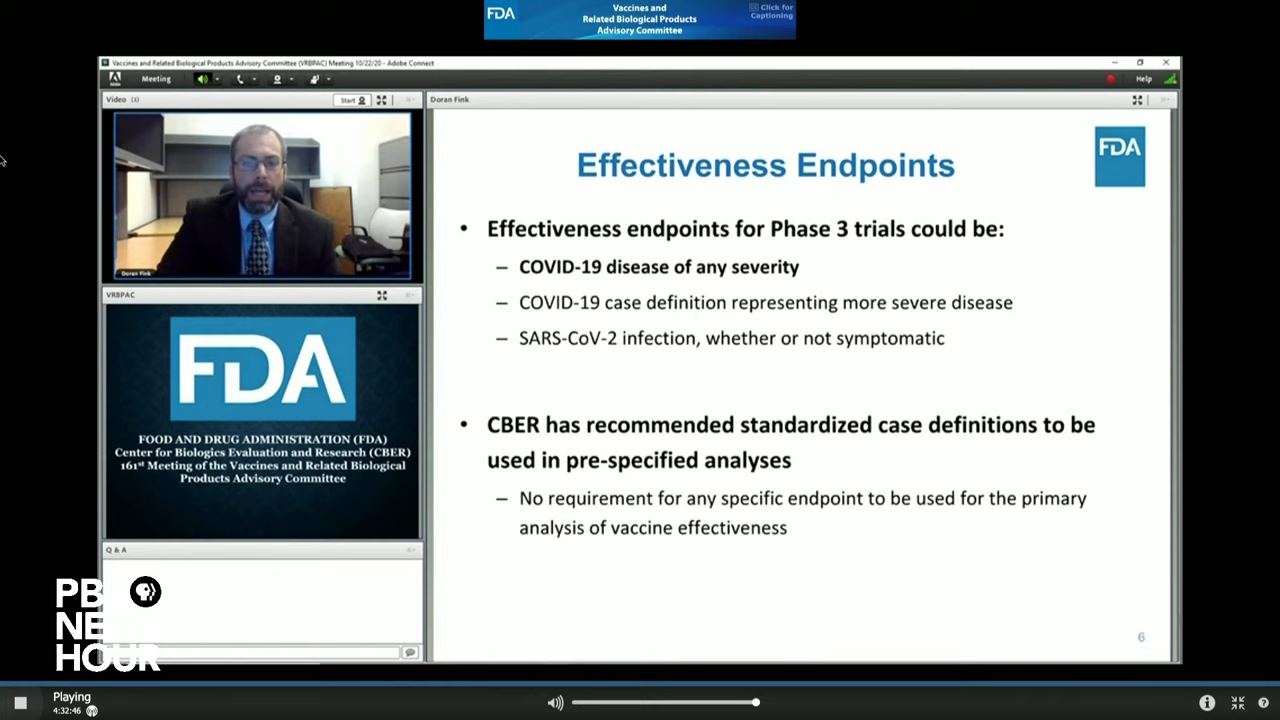 FDA
Vaccines and
Related Biological Products
Advisory Committee
CC Click for
Captioning
Vaccines and Related Biological Products Advisory Committee (VRBPAC) Meeting 10/22/20 - Adobe Connect
Meeting
Help
Video (1)
Start
Doran Fink
Doran Fink
FDA
Effectiveness Endpoints
• Effectiveness endpoints for Phase 3 trials could be:
– COVID-19 disease of any severity
– COVID-19 case definition representing more severe disease
– SARS-CoV-2 infection, whether or not symptomatic
• CBER has recommended standardized case definitions to be
used in pre-specified analyses
– No requirement for any specific endpoint to be used for the primary
analysis of vaccine effectiveness
6
VRBPAC
FDA
FOOD AND DRUG ADMINISTRATION (FDA)
Center for Biologics Evaluation and Research (CBER)
161st Meeting of the Vaccines and Related Biological
Products Advisory Committee
Q & A
HOUR
Playing
4:32:46